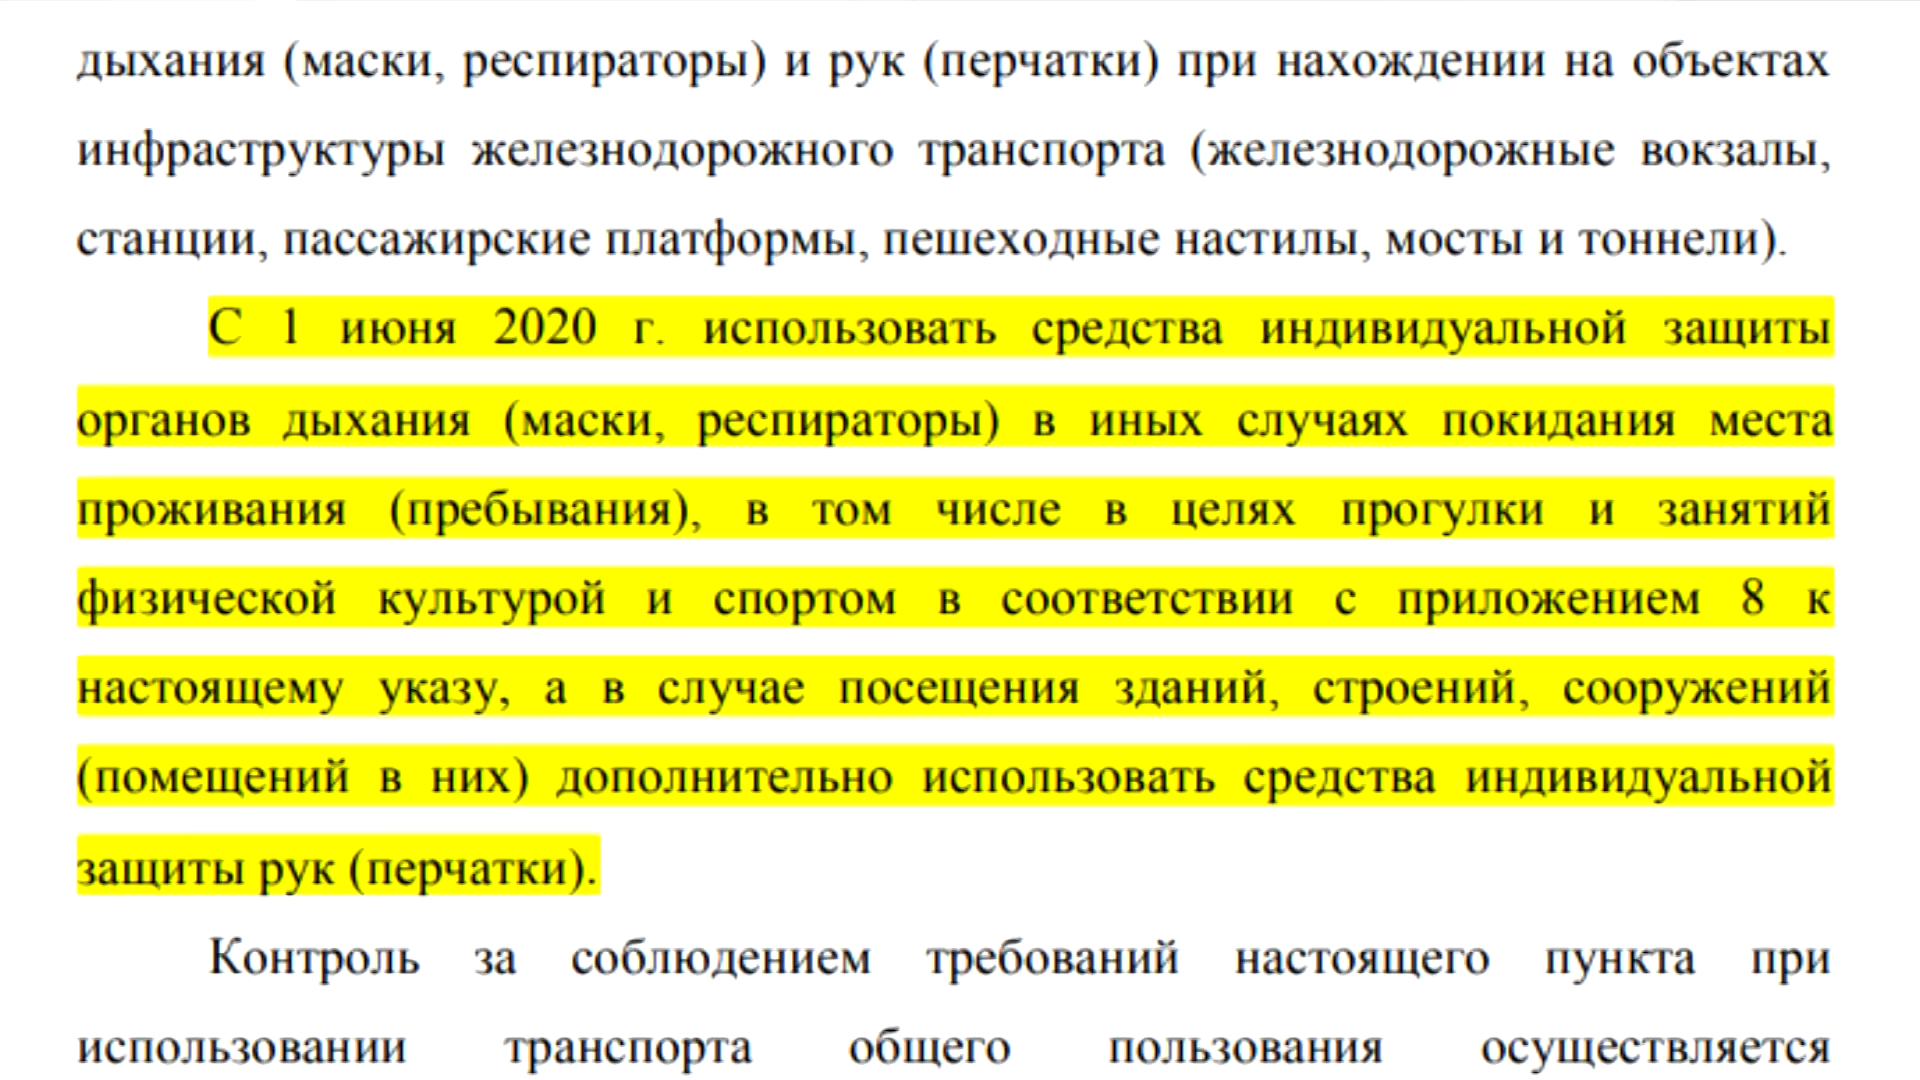 дыхания (маски, респираторы) и рук (перчатки) при нахождении на объектах
инфраструктуры железнодорожного транспорта (железнодорожные вокзалы,
станции, пассажирские платформы, пешеходные настилы, мосты и тоннели).
С 1 июня 2020 г. использовать средства индивидуальной защиты
органов дыхания (маски, респираторы) в иных случаях покидания места
проживания (пребывания), в том числе в целях прогулки и занятий
физической культурой и спортом в соответствии с приложением 8 к
настоящему указу, а в случае посещения зданий, строений, сооружений
(помещений в них) дополнительно использовать средства индивидуальной
защиты рук (перчатки).
Контроль за соблюдением требований настоящего пункта при
использовании транспорта общего пользования осуществляется